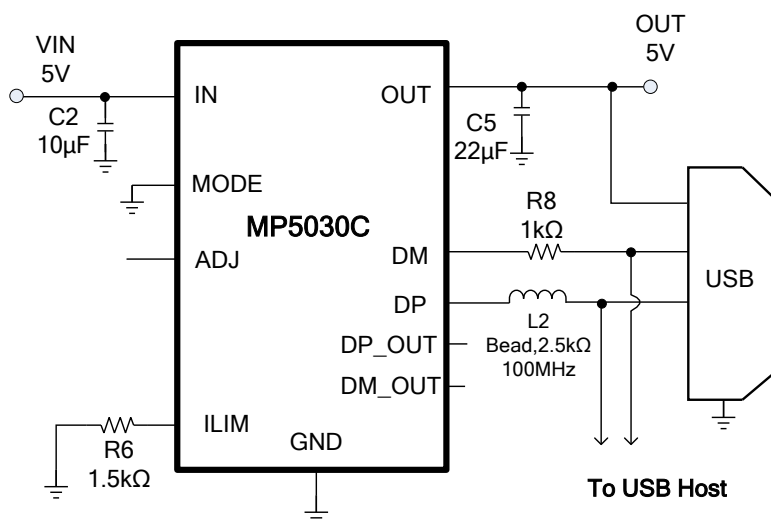 VIN
5V
OUT
5V
IN
OUT
C2
10µF
C5
22µF
MODE
R8
1kΩ
MP5030C
ADJ
DM
USB
DP
L2
Bead,2.5kΩ
100MHz
DP_OUT
DM_OUT
ILIM
GND
R6
1.5kΩ
To USB Host